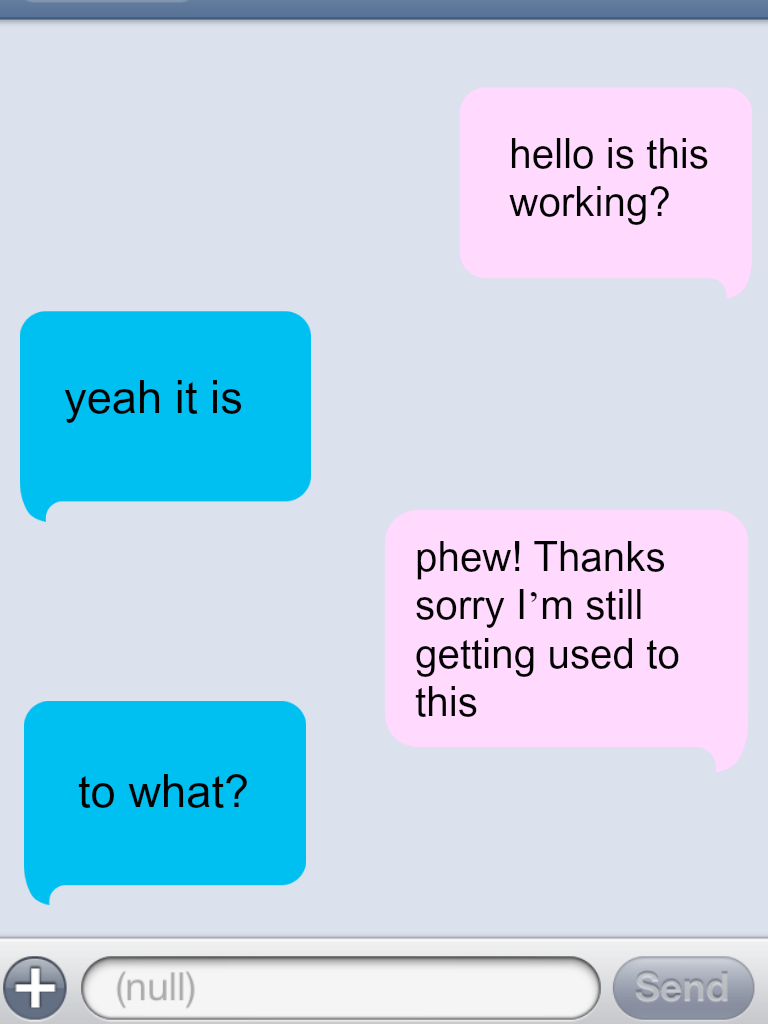 hello is this
working?
yeah it is
phew! Thanks
sorry I’m still
getting used to
this
to what?
(null)
Send